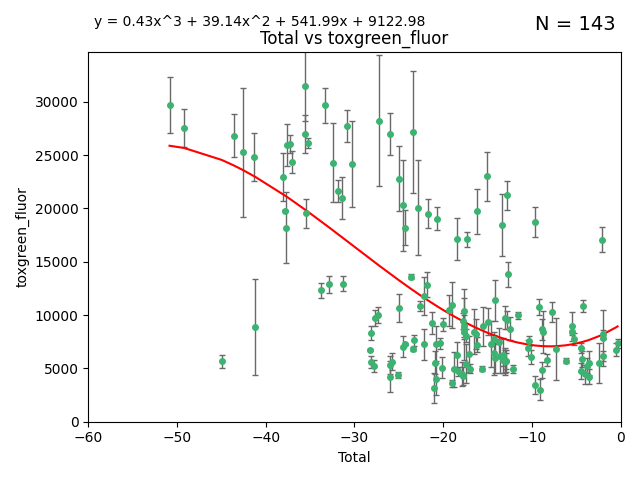 y = 0.43x^3 + 39.14x^2 + 541.99x + 9122.98
N = 143
Total vs toxgreen_fluor
toxgreen_fluor
30000
25000
20000
15000
10000
5000
0
−60
−50
−40
−30
−20
−10
0
Total